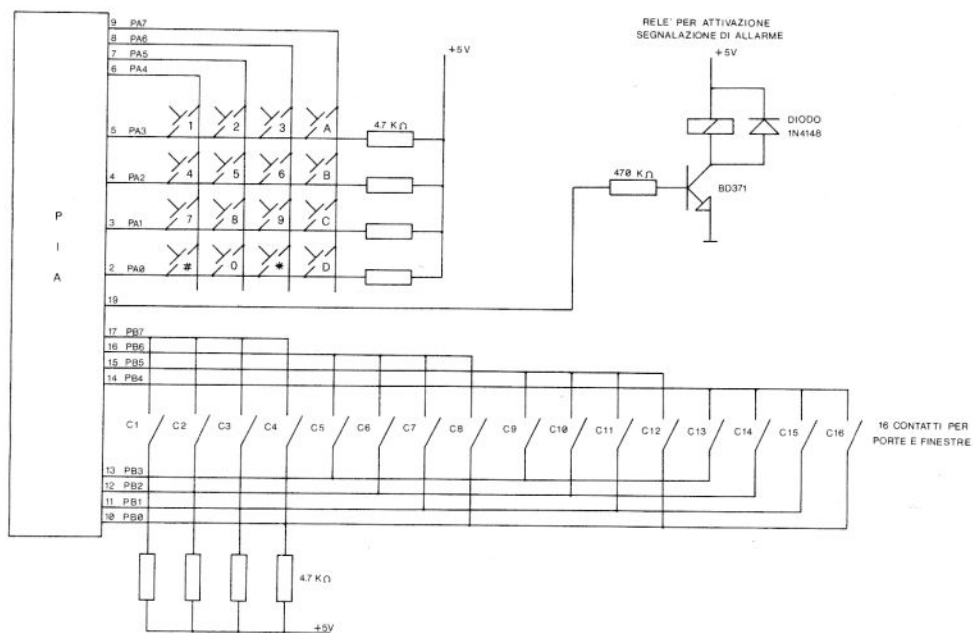 RELE' PER ATTIVAZIONE
SEGNALAZIONE DI ALLARME
+5V
+5V
9 PA7
8 PA6
7 PA5
6 PA4
5 PA3
1 2 3 A
4.7 KΩ
DIODO
1N4148
4 PA2
4 5 6 B
470 KΩ
BD371
3 PA1
7 8 9 C
2 PA0
# 0 * D
P
I
A
19
17 PB7
16 PB6
15 PB5
14 PB4
C1 C2 C3 C4 C5 C6 C7 C8 C9 C10 C11 C12 C13 C14 C15 C16
16 CONTATTI PER
PORTE E FINESTRE
13 PB3
12 PB2
11 PB1
10 PB0
4.7 KΩ
+5V